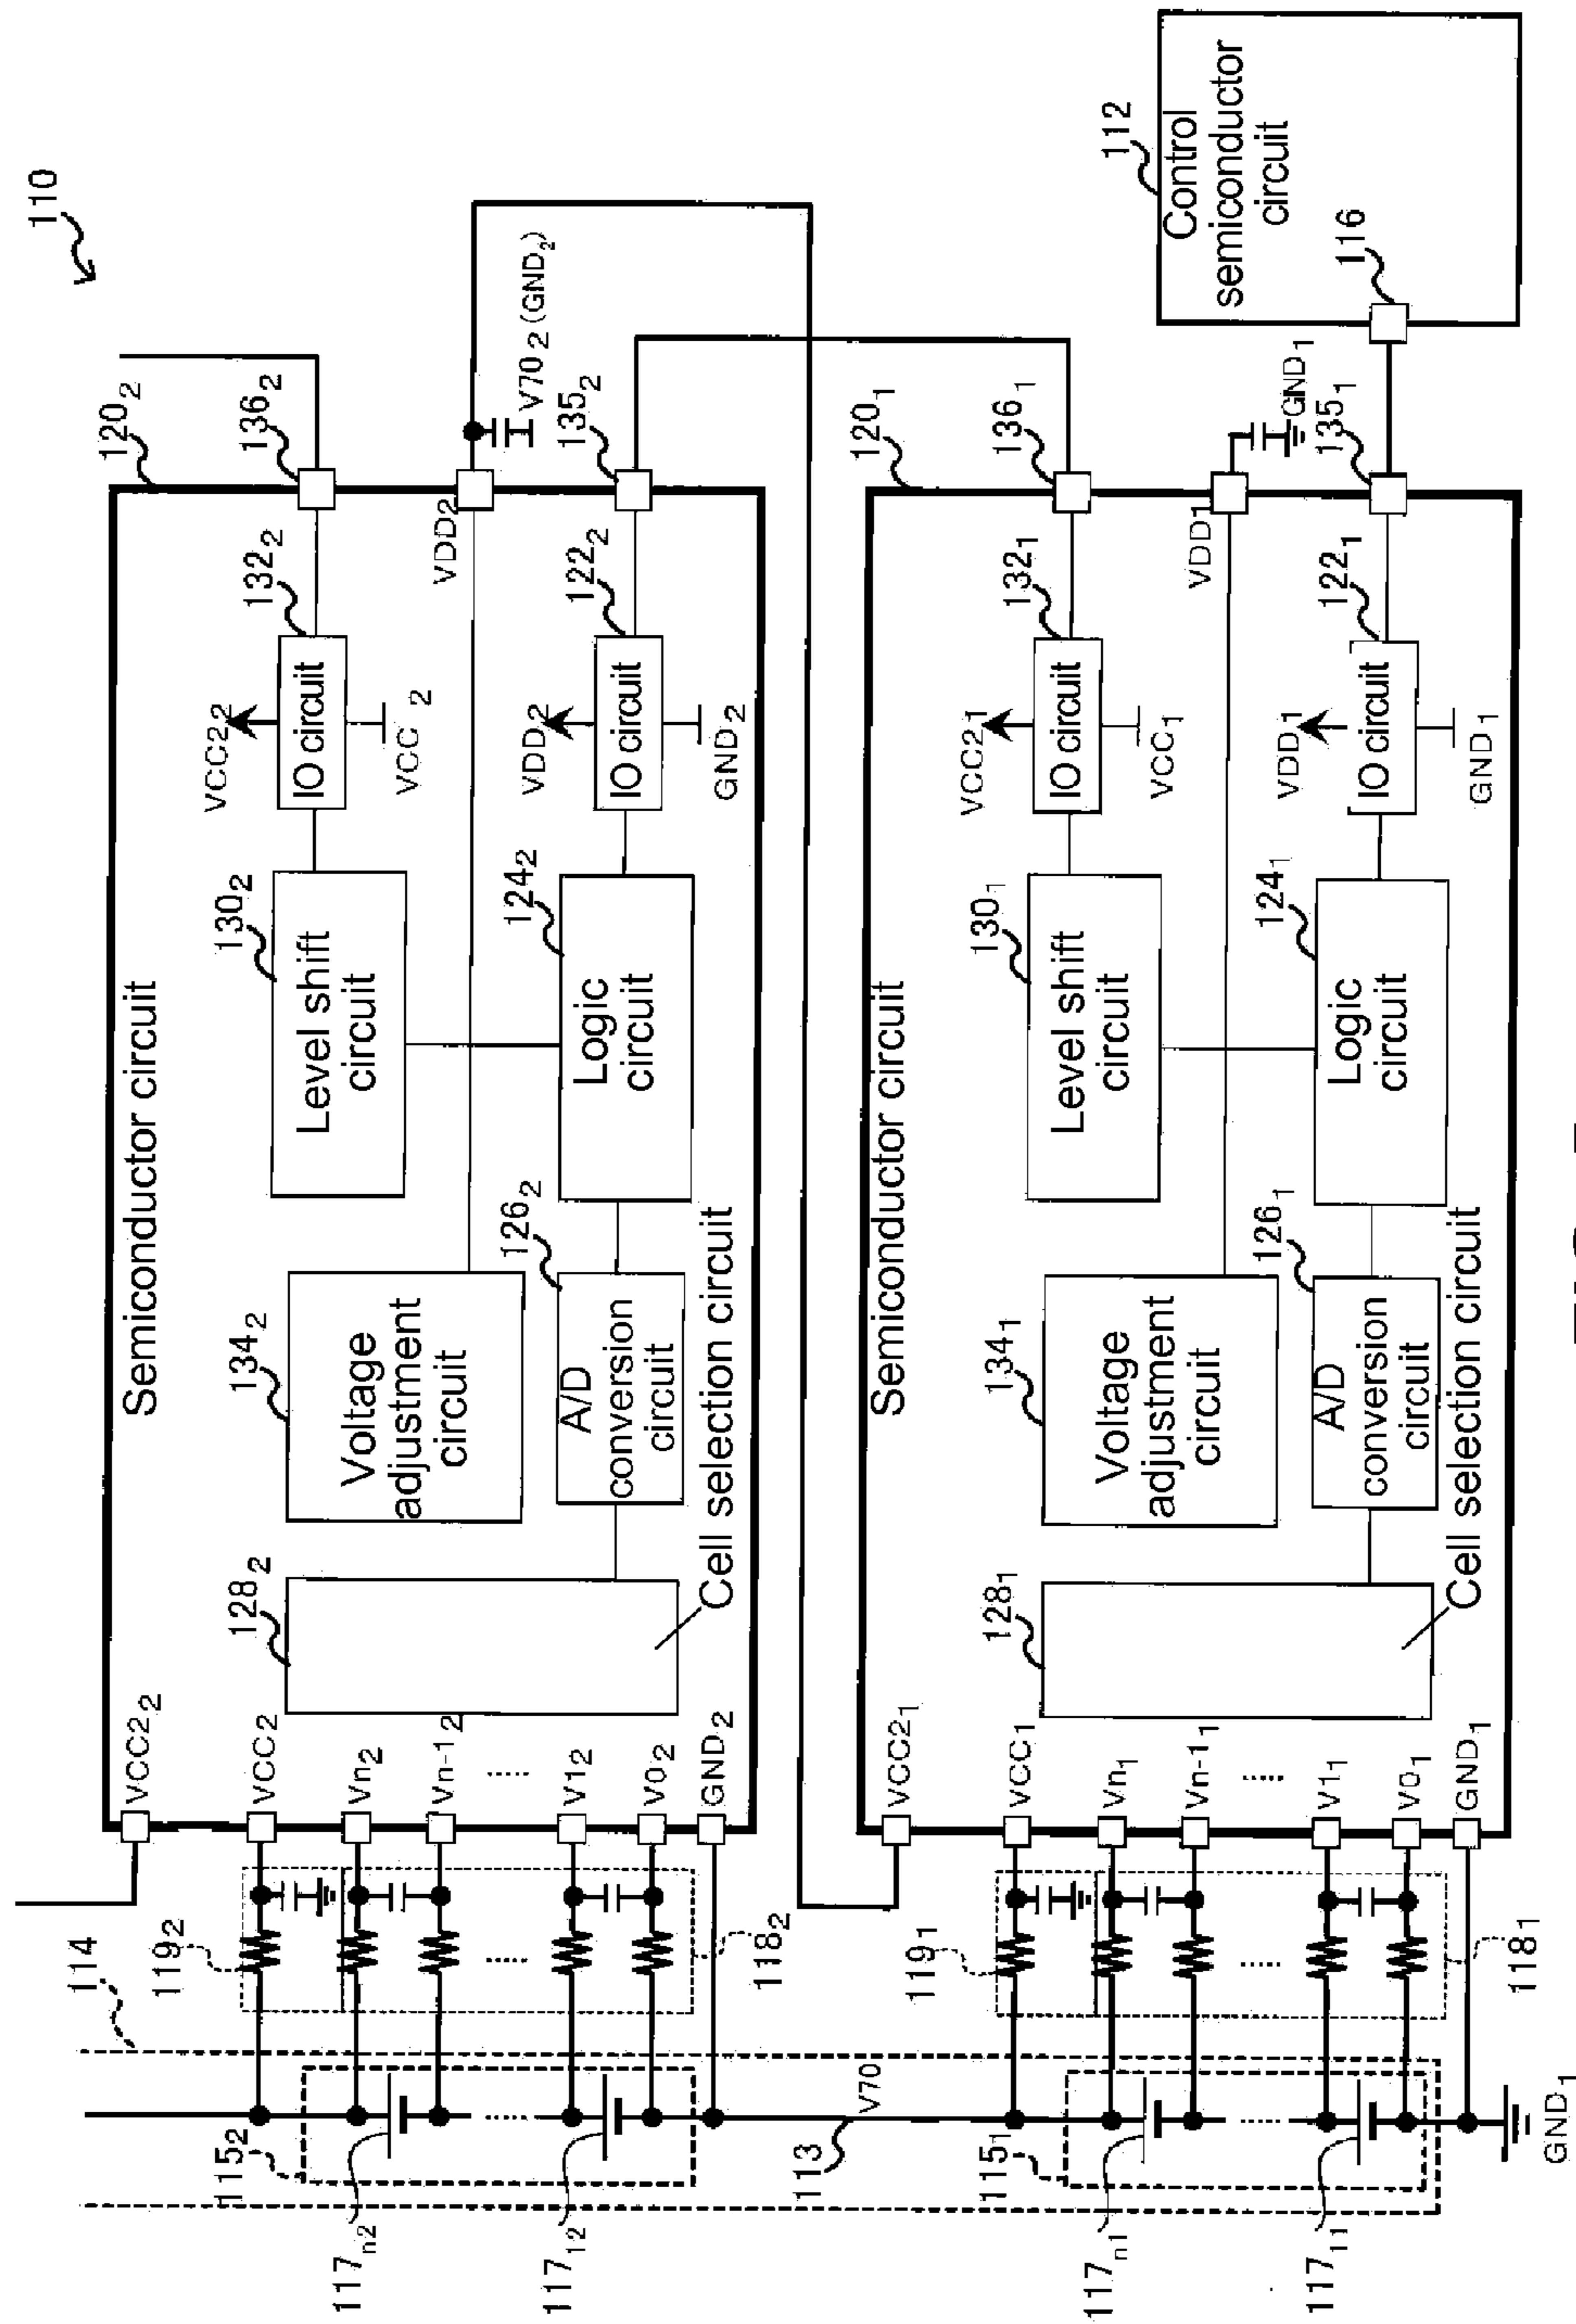 110
114
115₂
117n2
117₁₂
113
V70
119₂
118₂
VCC2₂
VCC₂
Vn₂
Vn-1₂
......
V1₂
V0₂
GND₂
Semiconductor circuit
120₂
128₂
Cell selection circuit
134₂
Voltage
adjustment
circuit
126₂
A/D
conversion
circuit
130₂
Level shift
circuit
124₂
Logic
circuit
132₂
VCC2₂
IO circuit
VCC₂
VDD2
122₂
VDD₂
IO circuit
GND₂
136₂
135₂
V70₂ (GND₂)
115₁
117n1
117₁₁
GND₁
119₁
118₁
VCC2₁
VCC₁
Vn₁
Vn-1₁
......
V1₁
V0₁
GND₁
Semiconductor circuit
120₁
128₁
Cell selection circuit
134₁
Voltage
adjustment
circuit
126₁
A/D
conversion
circuit
130₁
Level shift
circuit
124₁
Logic
circuit
132₁
VCC2₁
IO circuit
VCC₁
VDD1
122₁
VDD₁
IO circuit
GND₁
136₁
135₁
GND₁
112
Control
semiconductor
circuit
116